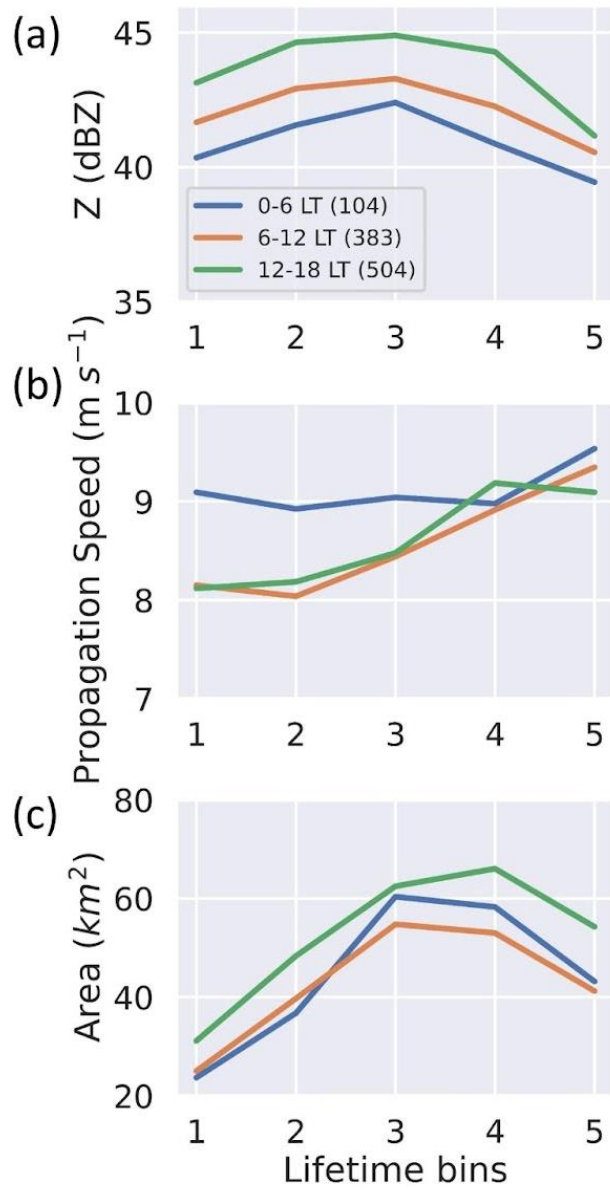 (a)
Z (dBZ)
45
40
35
0-6 LT (104)
6-12 LT (383)
12-18 LT (504)
1 2 3 4 5
(b)
Propagation Speed (m s⁻¹)
10
9
8
7
1 2 3 4 5
(c)
Area (km²)
80
60
40
20
1 2 3 4 5
Lifetime bins